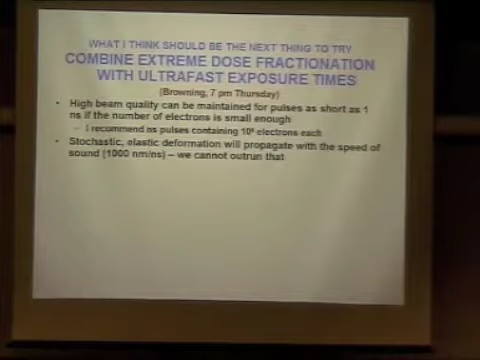 WHAT I THINK SHOULD BE THE NEXT THING TO TRY
COMBINE EXTREME DOSE FRACTIONATION
WITH ULTRAFAST EXPOSURE TIMES
(Browning, 7 pm Thursday)
• High beam quality can be maintained for pulses as short as 1
ns if the number of electrons is small enough
– I recommend ns pulses containing electrons each
• Stochastic, elastic deformation will propagate with the speed of
sound (1000 nm/ns) – we cannot outrun that